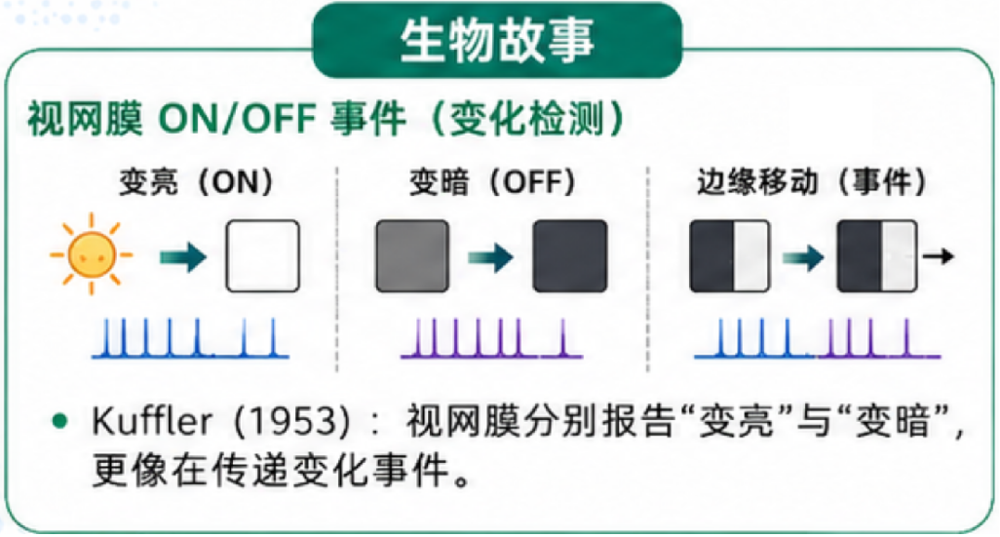 生物故事
视网膜 ON/OFF 事件（变化检测）
变亮（ON）
变暗（OFF）
边缘移动（事件）
• Kuffler (1953)：视网膜分别报告“变亮”与“变暗”，
更像在传递变化事件。